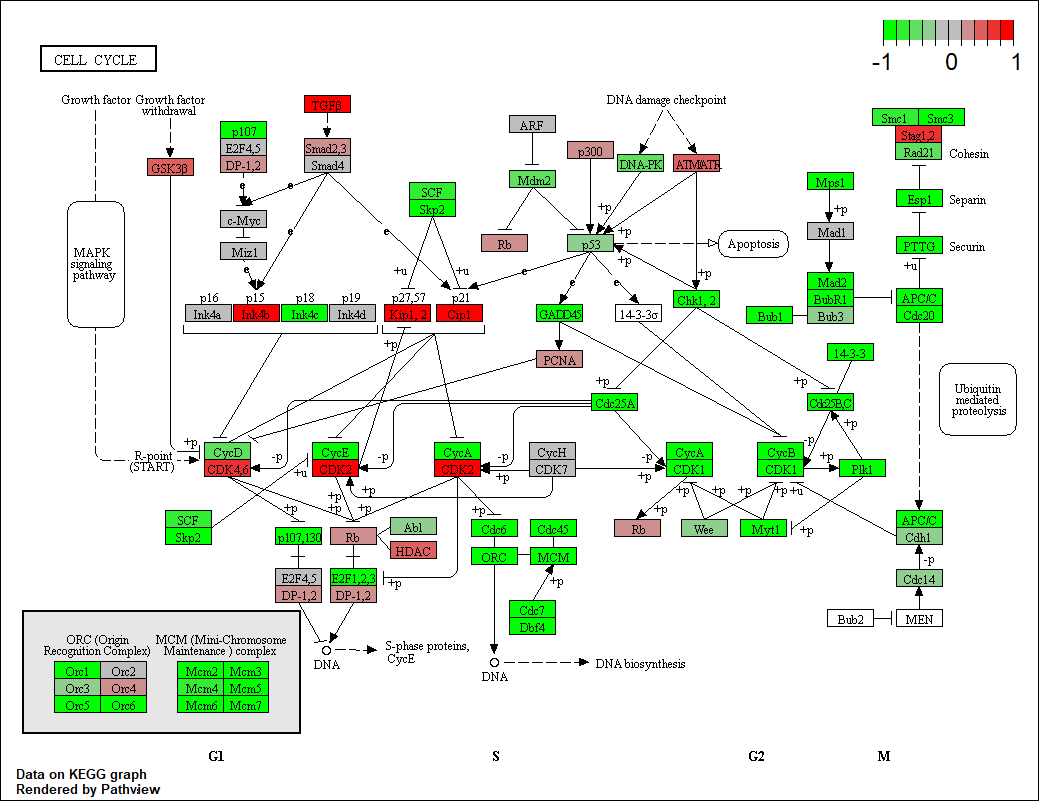 CELL CYCLE
-1 0 1
Growth factor
Growth factor
withdrawal
TGFβ
DNA damage checkpoint
p107
E2F4,5
DP-1,2
Smad2,3
Smad4
ARF
p300
DNA-PK
ATM/ATR
Smc1
Smc3
Stag1,2
Rad21
Cohesin
GSK3β
SCF
Skp2
Mdm2
Mps1
Esp1
Separin
e
c-Myc
Miz1
e
e
Rb
p53
+p
+p
+p
Apoptosis
+p
Mad1
PTTG
Securin
MAPK
signaling
pathway
e
e
+u
+u
e
e
e
+p
+u
Mad2
BubR1
Bub3
Bub1
APC/C
Cdc20
p16
Ink4a
p15
Ink4b
p18
Ink4c
p19
Ink4d
p27,57
Kip1, 2
p21
Cip1
GADD45
14-3-3σ
Chk1, 2
+p
PCNA
14-3-3
Ubiquitin
mediated
proteolysis
+p
+p
Cdc25A
Cdc25B,C
R-point
(START)
+p
CycD
CDK4,6
-p
CycE
CDK2
-p
CycA
CDK2
-p
+p
CycH
CDK7
-p
CycA
CDK1
CycB
CDK1
-p
+p
+p
Plk1
+u
+p
+p
+p
+p
+p
+p
+p
+p
+u
SCF
Skp2
+p
+p
+p
p107,130
Rb
Abl
HDAC
Cdc6
Cdc45
ORC
MCM
Rb
Wee
Myt1
+p
APC/C
Cdh1
-p
Cdc14
E2F4,5
DP-1,2
E2F1,2,3
DP-1,2
+p
+p
Cdc7
Dbf4
Bub2
MEN
DNA
S-phase proteins,
CycE
DNA
DNA biosynthesis
ORC (Origin
Recognition Complex)
MCM (Mini-Chromosome
Maintenance ) complex
Orc1 Orc2
Orc3 Orc4
Orc5 Orc6
Mcm2 Mcm3
Mcm4 Mcm5
Mcm6 Mcm7
G1
S
G2
M
Data on KEGG graph
Rendered by Pathview